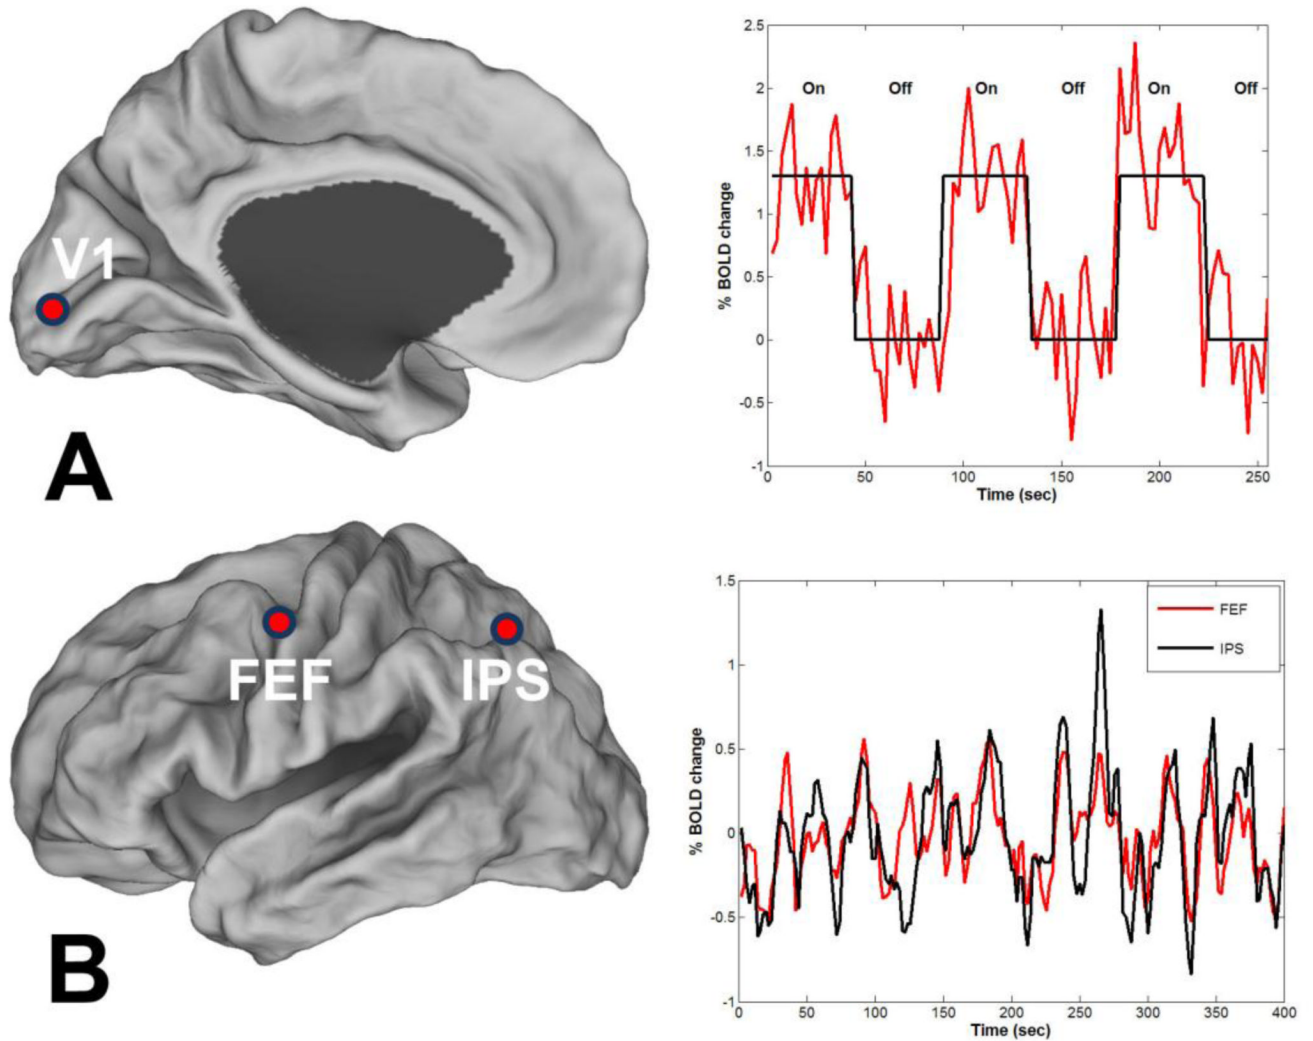 V1
A
2.5
2
1.5
1
0.5
0
-0.5
-1
% BOLD change
On Off On Off On Off
0 50 100 150 200 250
Time (sec)
FEF IPS
B
1.5
1
0.5
0
-0.5
-1
% BOLD change
FEF
IPS
0 50 100 150 200 250 300 350 400
Time (sec)